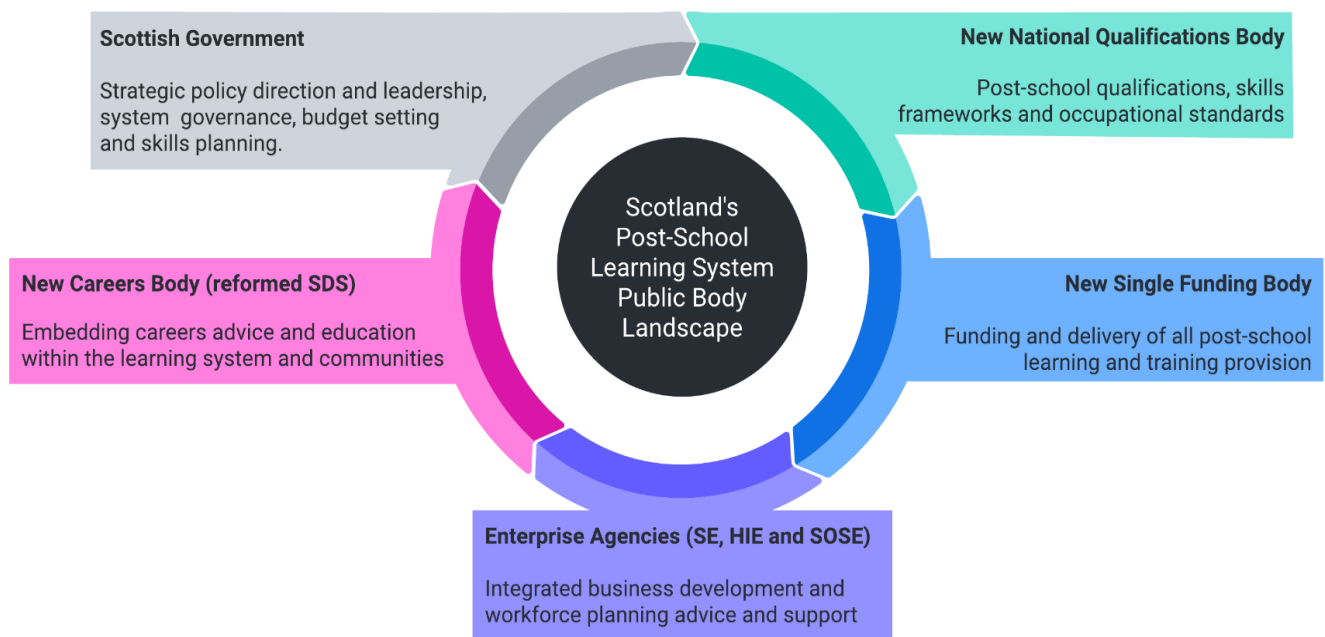 Scottish Government
Strategic policy direction and leadership,
system governance, budget setting
and skills planning.
New National Qualifications Body
Post-school qualifications, skills
frameworks and occupational standards
Scotland's
Post-School
Learning System
Public Body
Landscape
New Careers Body (reformed SDS)
Embedding careers advice and education
within the learning system and communities
New Single Funding Body
Funding and delivery of all post-school
learning and training provision
Enterprise Agencies (SE, HIE and SOSE)
Integrated business development and
workforce planning advice and support